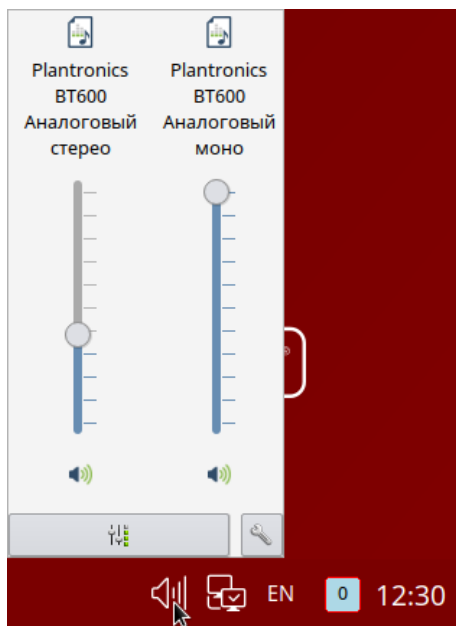 Plantronics
BT600
Аналоговый
стерео
Plantronics
BT600
Аналоговый
моно
EN
0
12:30